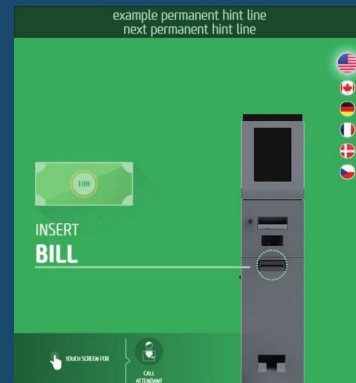 example permanent hint line
next permanent hint line
100
INSERT
BILL
TOUCH SCREEN FOR
CALL
ATTENDANT